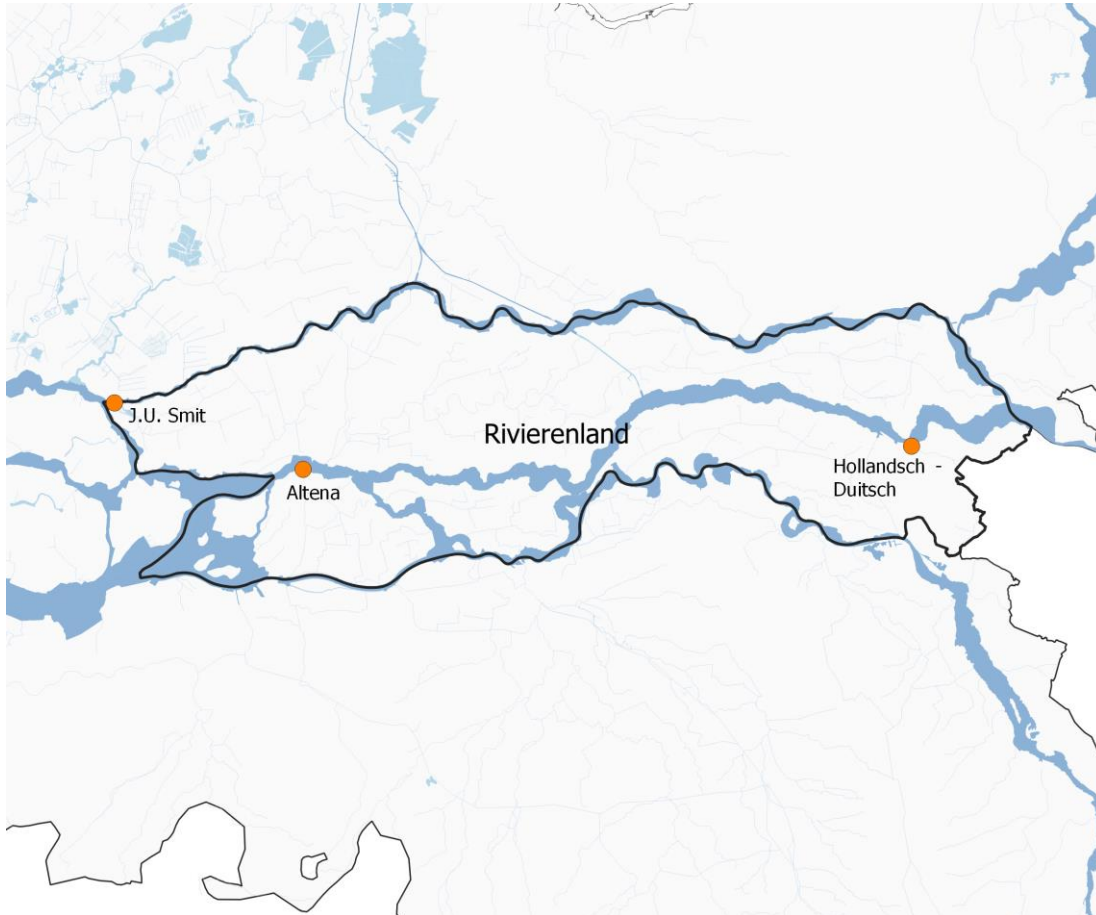 J.U. Smit
Rivierenland
Altena
Hollandsch -
Duitsch